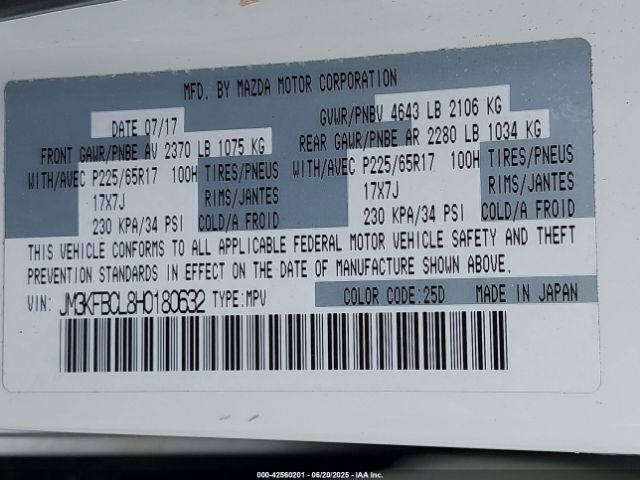 MFD. BY MAZDA MOTOR CORPORATION
DATE 07/17 GVWR/PNBV 4643 LB 2106 KG
FRONT GAWR/PNBE AV 2370 LB 1075 KG REAR GAWR/PNBE AR 2280 LB 1034 KG
WITH/AVEC P225/65R17 100H TIRES/PNEUS WITH/AVEC P225/65R17 100H TIRES/PNEUS
17X7J RIMS/JANTES 17X7J RIMS/JANTES
230 KPA/34 PSI COLD/A FROID 230 KPA/34 PSI COLD/A FROID
THIS VEHICLE CONFORMS TO ALL APPLICABLE FEDERAL MOTOR VEHICLE SAFETY AND THEFT
PREVENTION STANDARDS IN EFFECT ON THE DATE OF MANUFACTURE SHOWN ABOVE.
VIN: JM3KFBCL8H0180632 TYPE:MPV COLOR CODE:25D MADE IN JAPAN
000-42560201 - 06/20/2025 - IAA Inc.